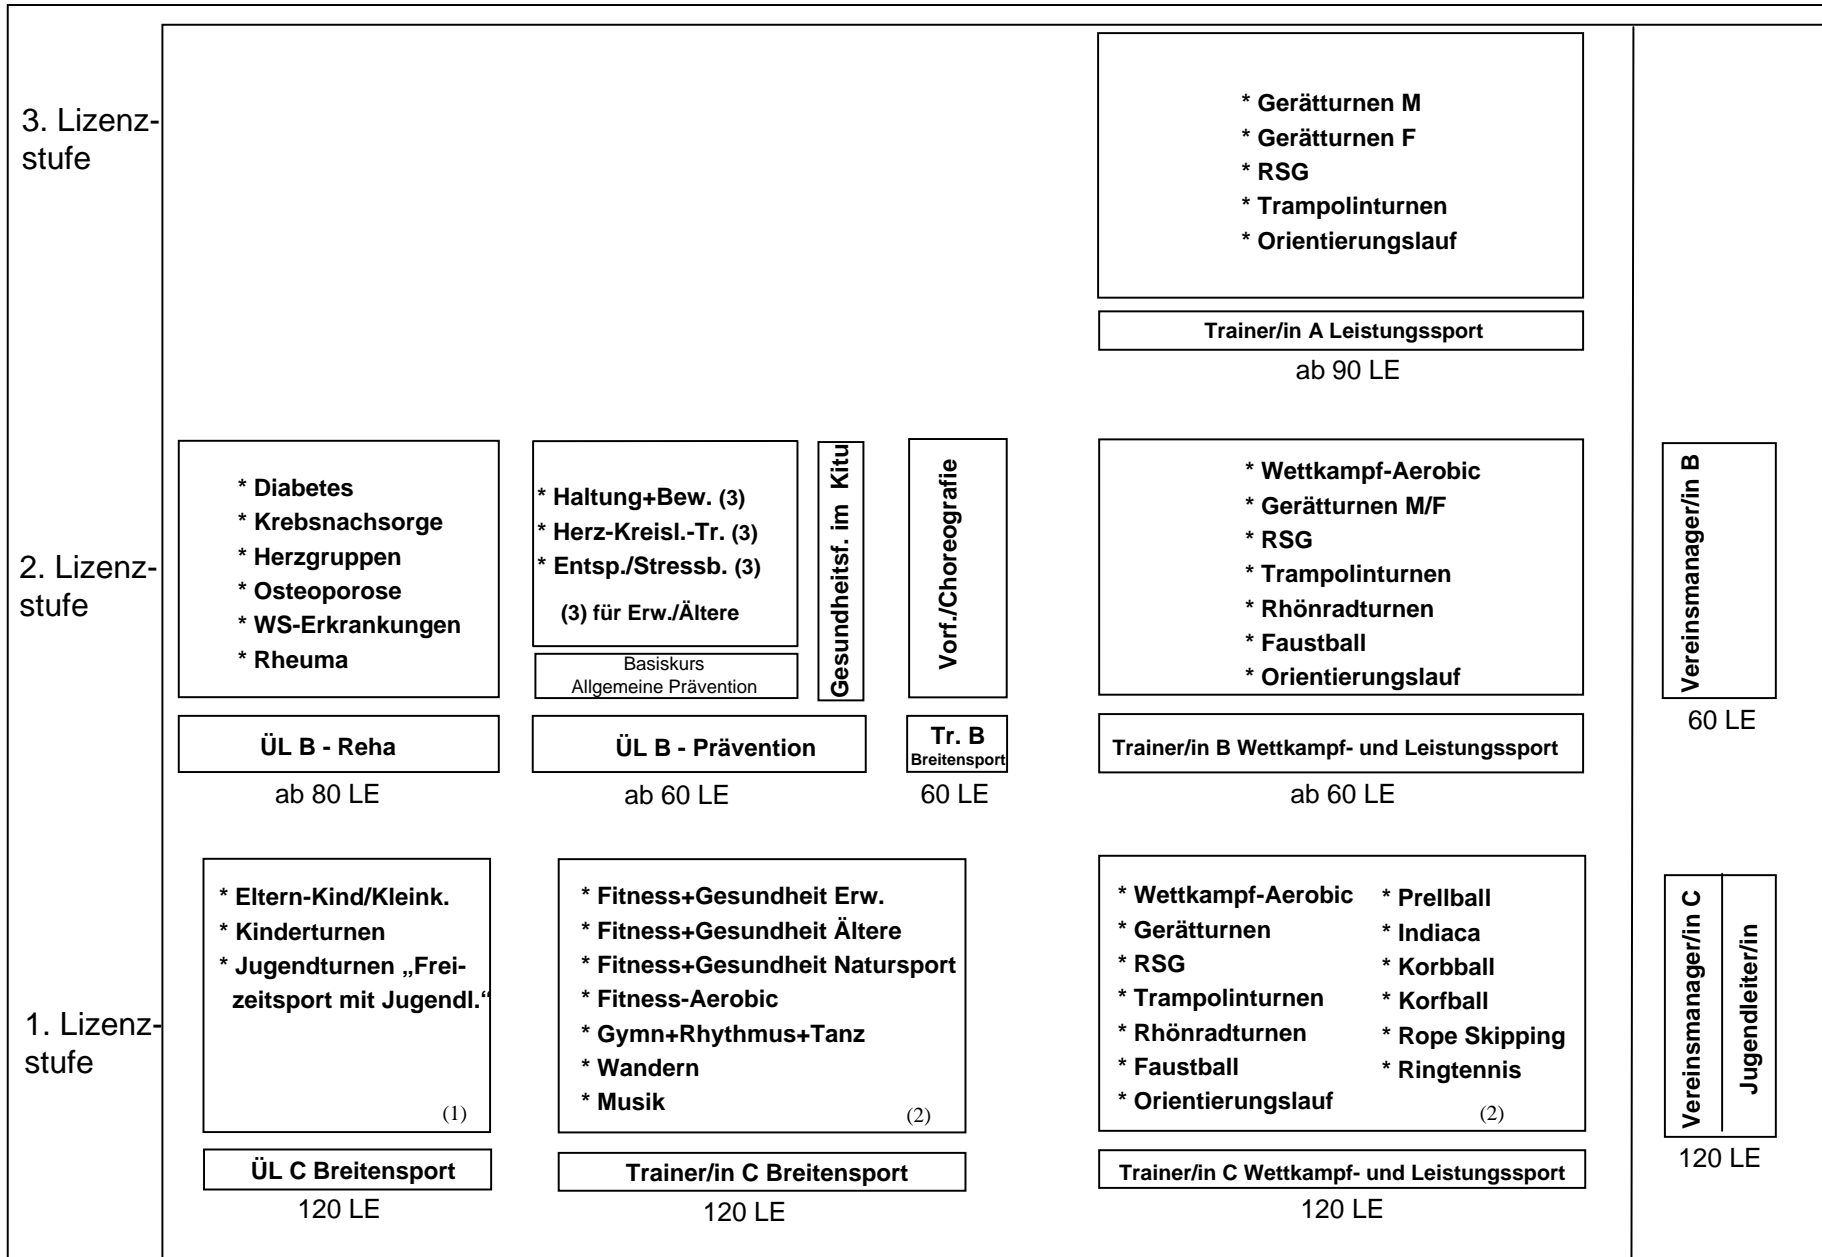 3. Lizenz-
stufe
* Gerätturnen M
* Gerätturnen F
* RSG
* Trampolinturnen
* Orientierungslauf
Trainer/in A Leistungssport
ab 90 LE
2. Lizenz-
stufe
* Diabetes
* Krebsnachsorge
* Herzgruppen
* Osteoporose
* WS-Erkrankungen
* Rheuma
ÜL B - Reha
ab 80 LE
* Haltung+Bew. (3)
* Herz-Kreisl.-Tr. (3)
* Entsp./Stressb. (3)
(3) für Erw./Ältere
Basiskurs
Allgemeine Prävention
Gesundheitsf. im Kitu
ÜL B - Prävention
ab 60 LE
Vorf./Choreografie
Tr. B
Breitensport
60 LE
* Wettkampf-Aerobic
* Gerätturnen M/F
* RSG
* Trampolinturnen
* Rhönradturnen
* Faustball
* Orientierungslauf
Trainer/in B Wettkampf- und Leistungssport
ab 60 LE
Vereinsmanager/in B
60 LE
1. Lizenz-
stufe
* Eltern-Kind/Kleink.
* Kinderturnen
* Jugendturnen „Frei-
zeitsport mit Jugendl.“
(1)
ÜL C Breitensport
120 LE
* Fitness+Gesundheit Erw.
* Fitness+Gesundheit Ältere
* Fitness+Gesundheit Natursport
* Fitness-Aerobic
* Gymn+Rhythmus+Tanz
* Wandern
* Musik
(2)
Trainer/in C Breitensport
120 LE
* Wettkampf-Aerobic
* Gerätturnen
* RSG
* Trampolinturnen
* Rhönradturnen
* Faustball
* Orientierungslauf
* Prellball
* Indiaca
* Korbball
* Korfball
* Rope Skipping
* Ringtennis
(2)
Trainer/in C Wettkampf- und Leistungssport
120 LE
Vereinsmanager/in C
Jugendleiter/in
120 LE